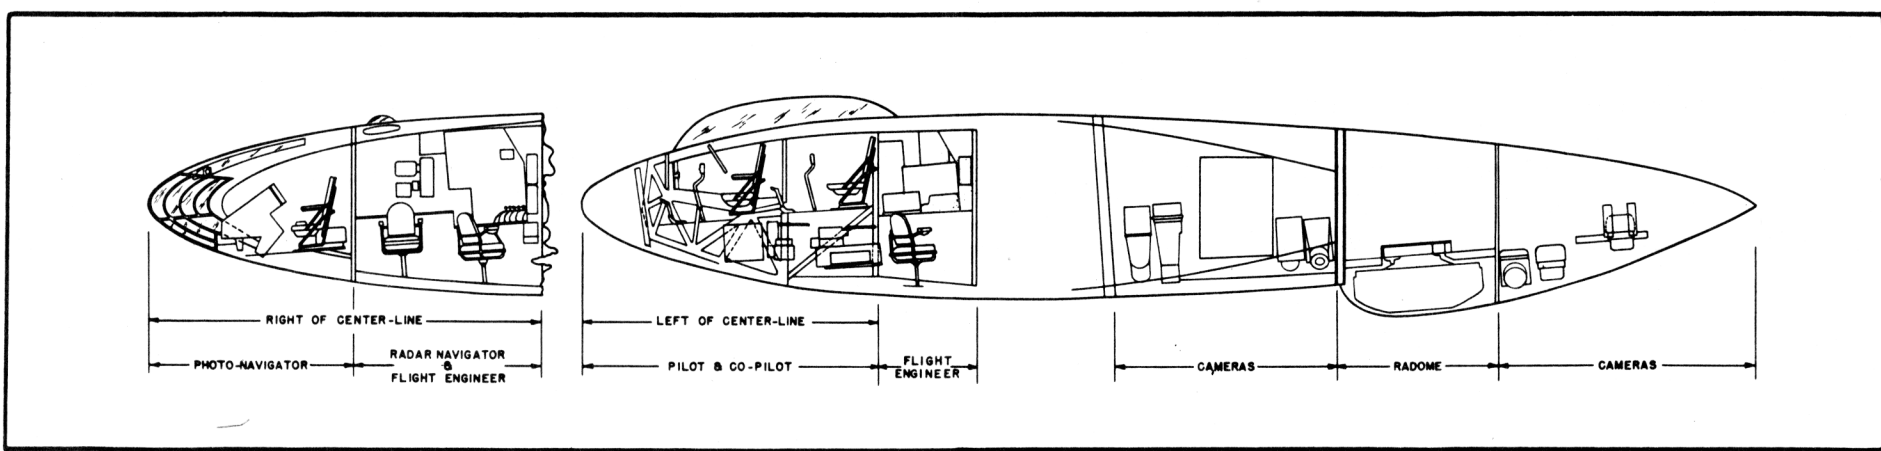 RIGHT OF CENTER-LINE
LEFT OF CENTER-LINE
PHOTO-NAVIGATOR
RADAR NAVIGATOR
&
FLIGHT ENGINEER
PILOT & CO-PILOT
FLIGHT
ENGINEER
CAMERAS
RADOME
CAMERAS